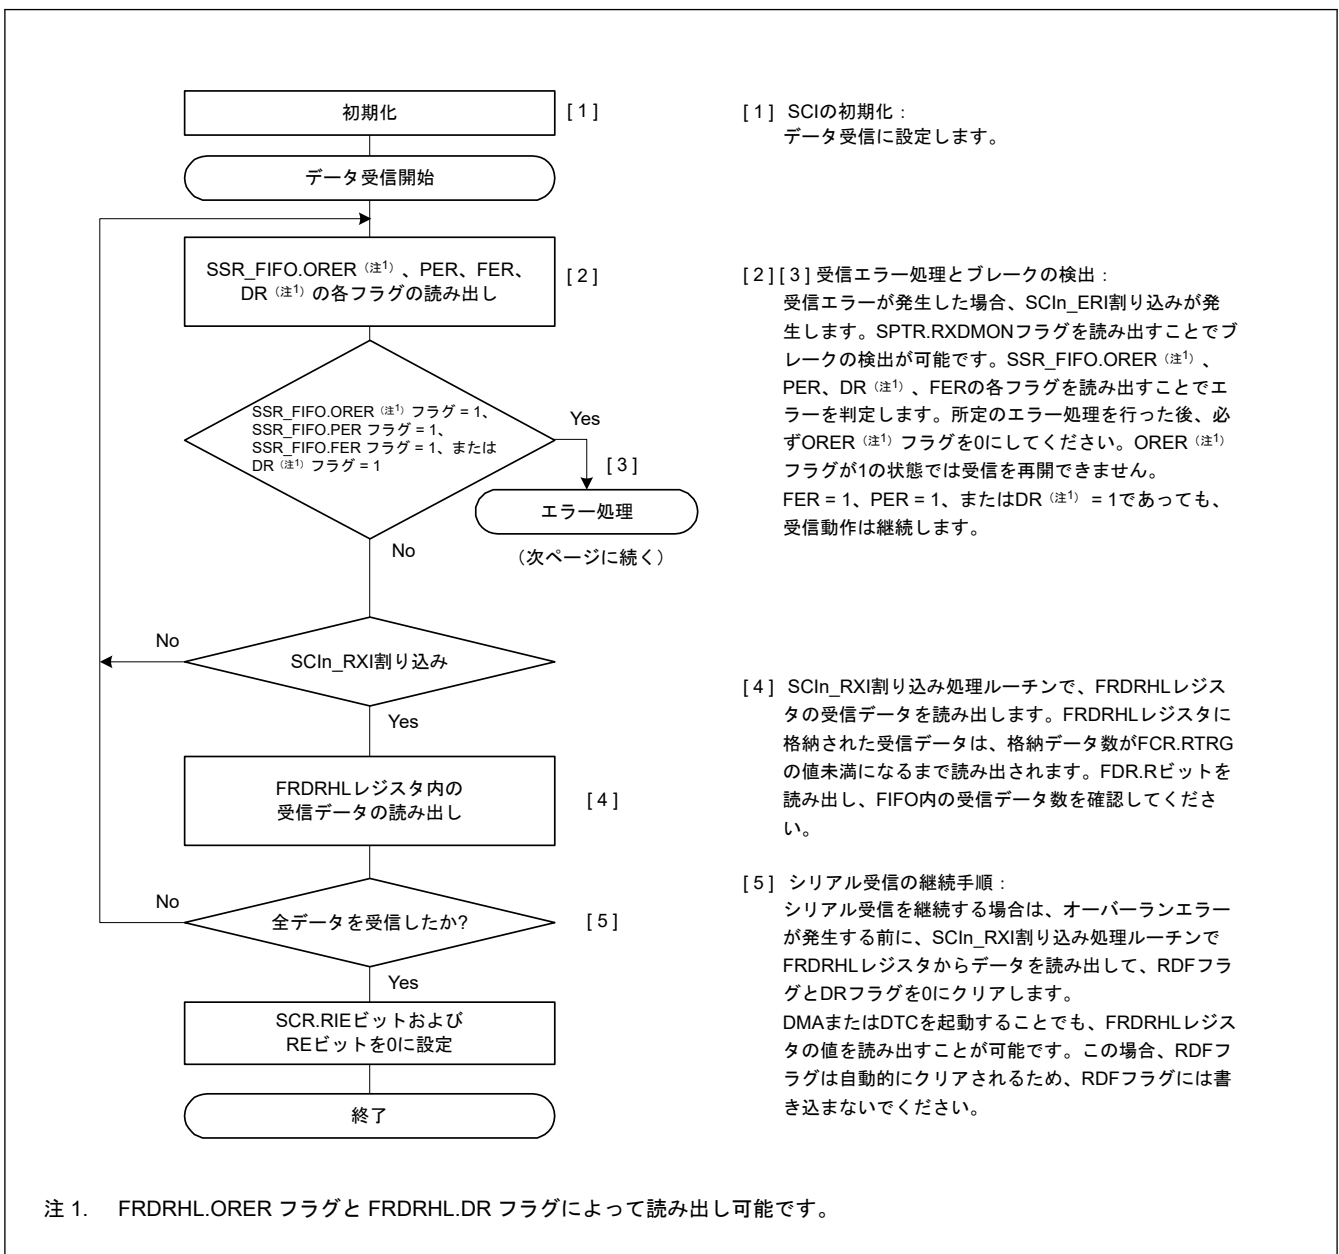 初期化
[ 1 ]
データ受信開始
SSR_FIFO.ORER（注1）、PER、FER、
DR（注1）の各フラグの読み出し
[ 2 ]
SSR_FIFO.ORER（注1）フラグ = 1、
SSR_FIFO.PER フラグ = 1、
SSR_FIFO.FER フラグ = 1、または
DR（注1）フラグ = 1
Yes
[ 3 ]
エラー処理
（次ページに続く）
No
No
SCIn_RXI割り込み
Yes
FRDRHLレジスタ内の
受信データの読み出し
[ 4 ]
No
全データを受信したか?
[ 5 ]
Yes
SCR.RIEビットおよび
REビットを0に設定
終了
[ 1 ] SCIの初期化：
データ受信に設定します。
[ 2 ] [ 3 ] 受信エラー処理とブレークの検出：
受信エラーが発生した場合、SCIn_ERI割り込みが発
生します。SPTR.RXDMONフラグを読み出すことでブ
レークの検出が可能です。SSR_FIFO.ORER（注1）、
PER、DR（注1）、FERの各フラグを読み出すことでエ
ラーを判定します。所定のエラー処理を行った後、必
ずORER（注1）フラグを0にしてください。ORER（注1）
フラグが1の状態では受信を再開できません。
FER = 1、PER = 1、またはDR（注1） = 1であっても、
受信動作は継続します。
[ 4 ] SCIn_RXI割り込み処理ルーチンで、FRDRHLレジス
タの受信データを読み出します。FRDRHLレジスタに
格納された受信データは、格納データ数がFCR.RTRG
の値未満になるまで読み出されます。FDR.Rビットを
読み出し、FIFO内の受信データ数を確認してくださ
い。
[ 5 ] シリアル受信の継続手順：
シリアル受信を継続する場合は、オーバーランエラー
が発生する前に、SCIn_RXI割り込み処理ルーチンで
FRDRHLレジスタからデータを読み出して、RDFフラ
グとDRフラグを0にクリアします。
DMAまたはDTCを起動することでも、FRDRHLレジス
タの値を読み出すことが可能です。この場合、RDFフ
ラグは自動的にクリアされるため、RDFフラグには書
き込まないでください。
注 1. FRDRHL.ORER フラグと FRDRHL.DR フラグによって読み出し可能です。